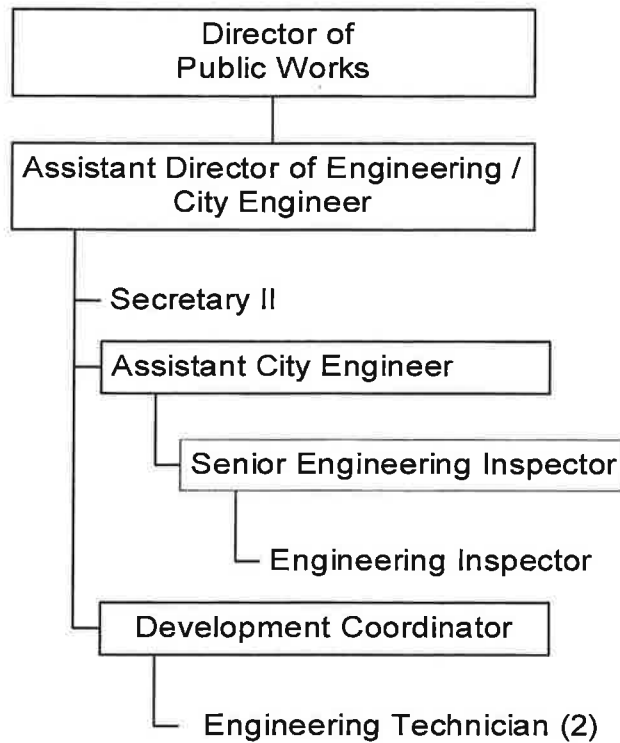 Director of
Public Works
Assistant Director of Engineering /
City Engineer
Secretary II
Assistant City Engineer
Senior Engineering Inspector
Engineering Inspector
Development Coordinator
Engineering Technician (2)